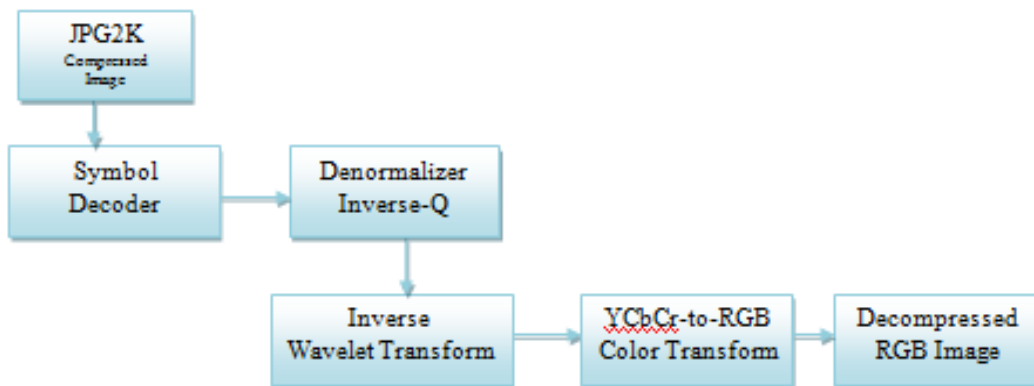 JPG2K
Compressed
Image
Symbol
Decoder
Denormalizer
Inverse-Q
Inverse
Wavelet Transform
YCbCr-to-RGB
Color Transform
Decompressed
RGB Image